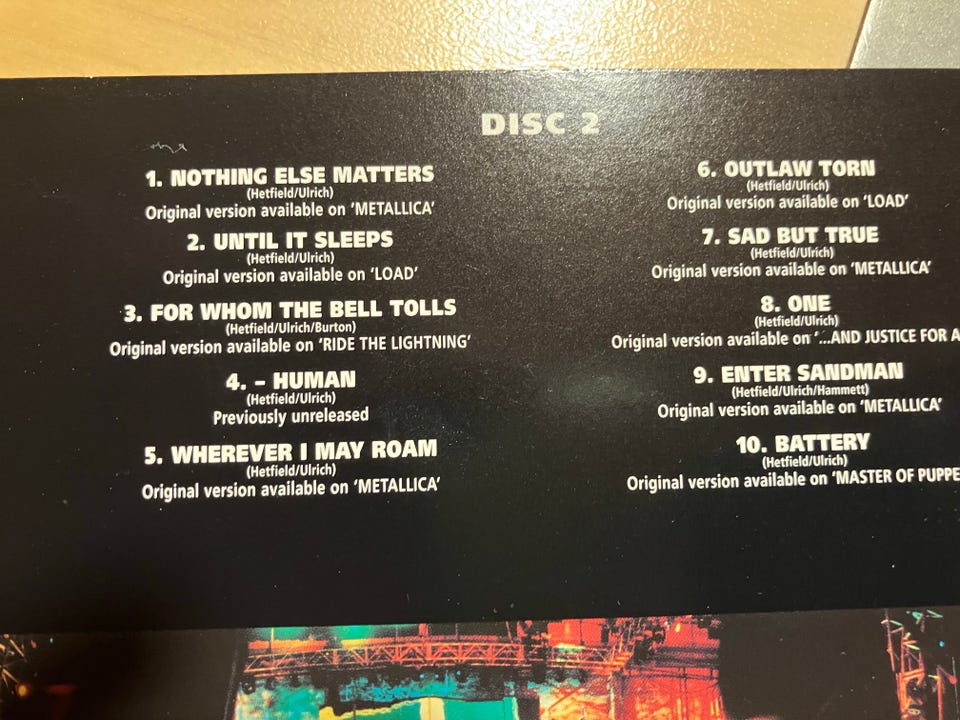 DISC 2
1. NOTHING ELSE MATTERS
(Hetfield/Ulrich)
Original version available on ‘METALLICA’
2. UNTIL IT SLEEPS
(Hetfield/Ulrich)
Original version available on ‘LOAD’
3. FOR WHOM THE BELL TOLLS
(Hetfield/Ulrich/Burton)
Original version available on ‘RIDE THE LIGHTNING’
4. – HUMAN
(Hetfield/Ulrich)
Previously unreleased
5. WHEREVER I MAY ROAM
(Hetfield/Ulrich)
Original version available on ‘METALLICA’
6. OUTLAW TORN
(Hetfield/Ulrich)
Original version available on ‘LOAD’
7. SAD BUT TRUE
(Hetfield/Ulrich)
Original version available on ‘METALLICA’
8. ONE
(Hetfield/Ulrich)
Original version available on ‘...AND JUSTICE FOR A
9. ENTER SANDMAN
(Hetfield/Ulrich/Hammett)
Original version available on ‘METALLICA’
10. BATTERY
(Hetfield/Ulrich)
Original version available on ‘MASTER OF PUPPE